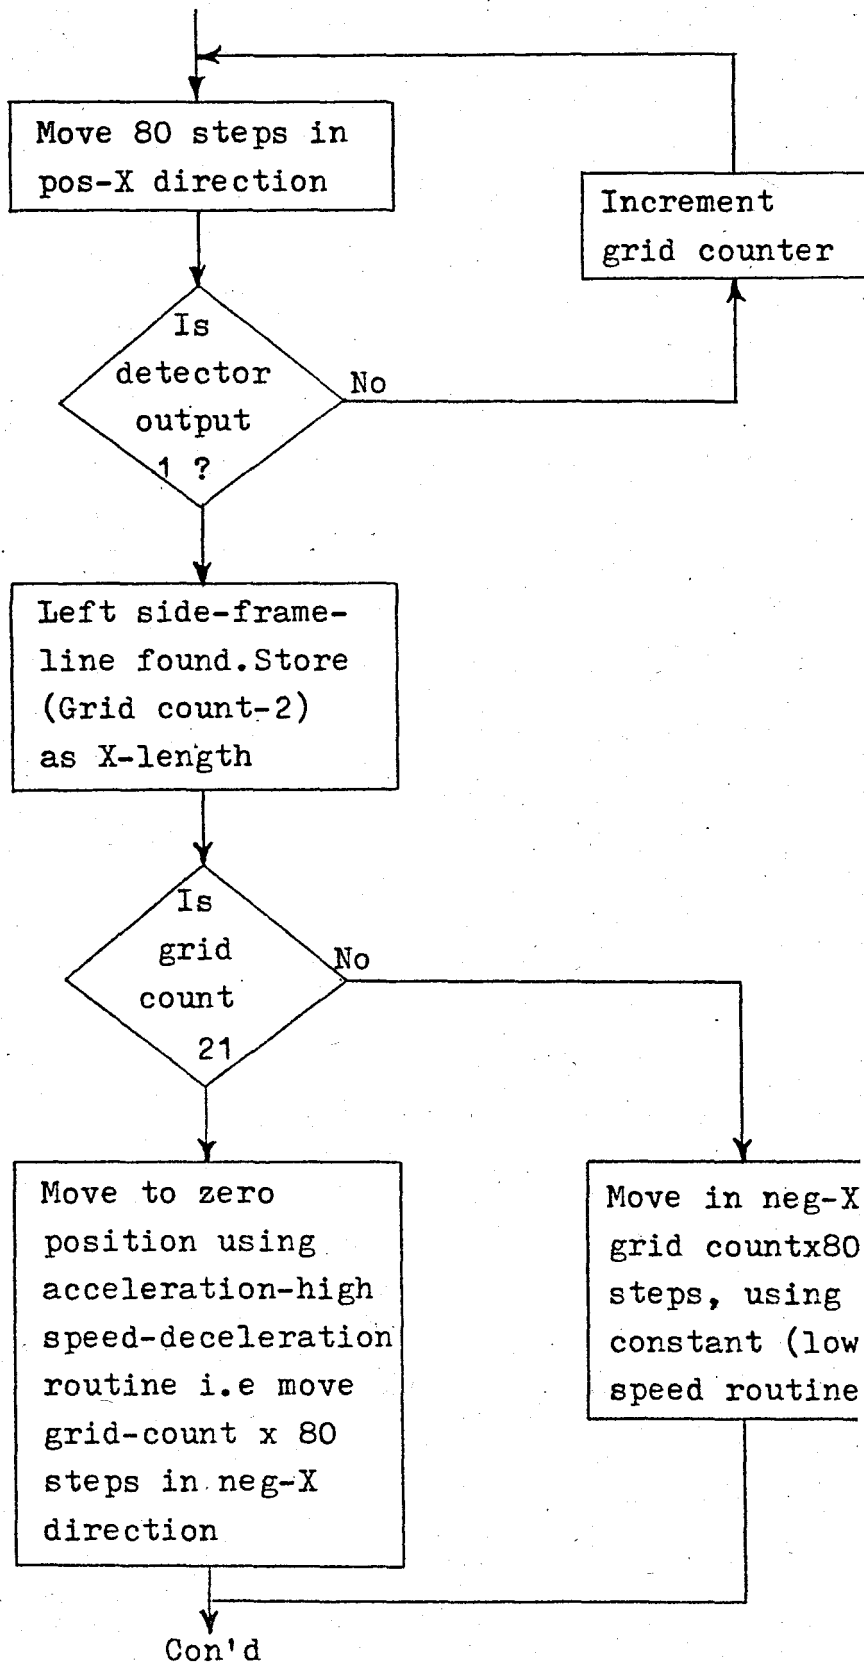 Move 80 steps in
pos-X direction
Increment
grid counter
Is
detector
output
1 ?
No
Left side-frame-
line found.Store
(Grid count-2)
as X-length
Is
grid
count
21
No
Move to zero
position using
acceleration-high
speed-deceleration
routine i.e move
grid-count x 80
steps in neg-X
direction
Move in neg-X
grid countx80
steps, using
constant (low
speed routine
Con'd